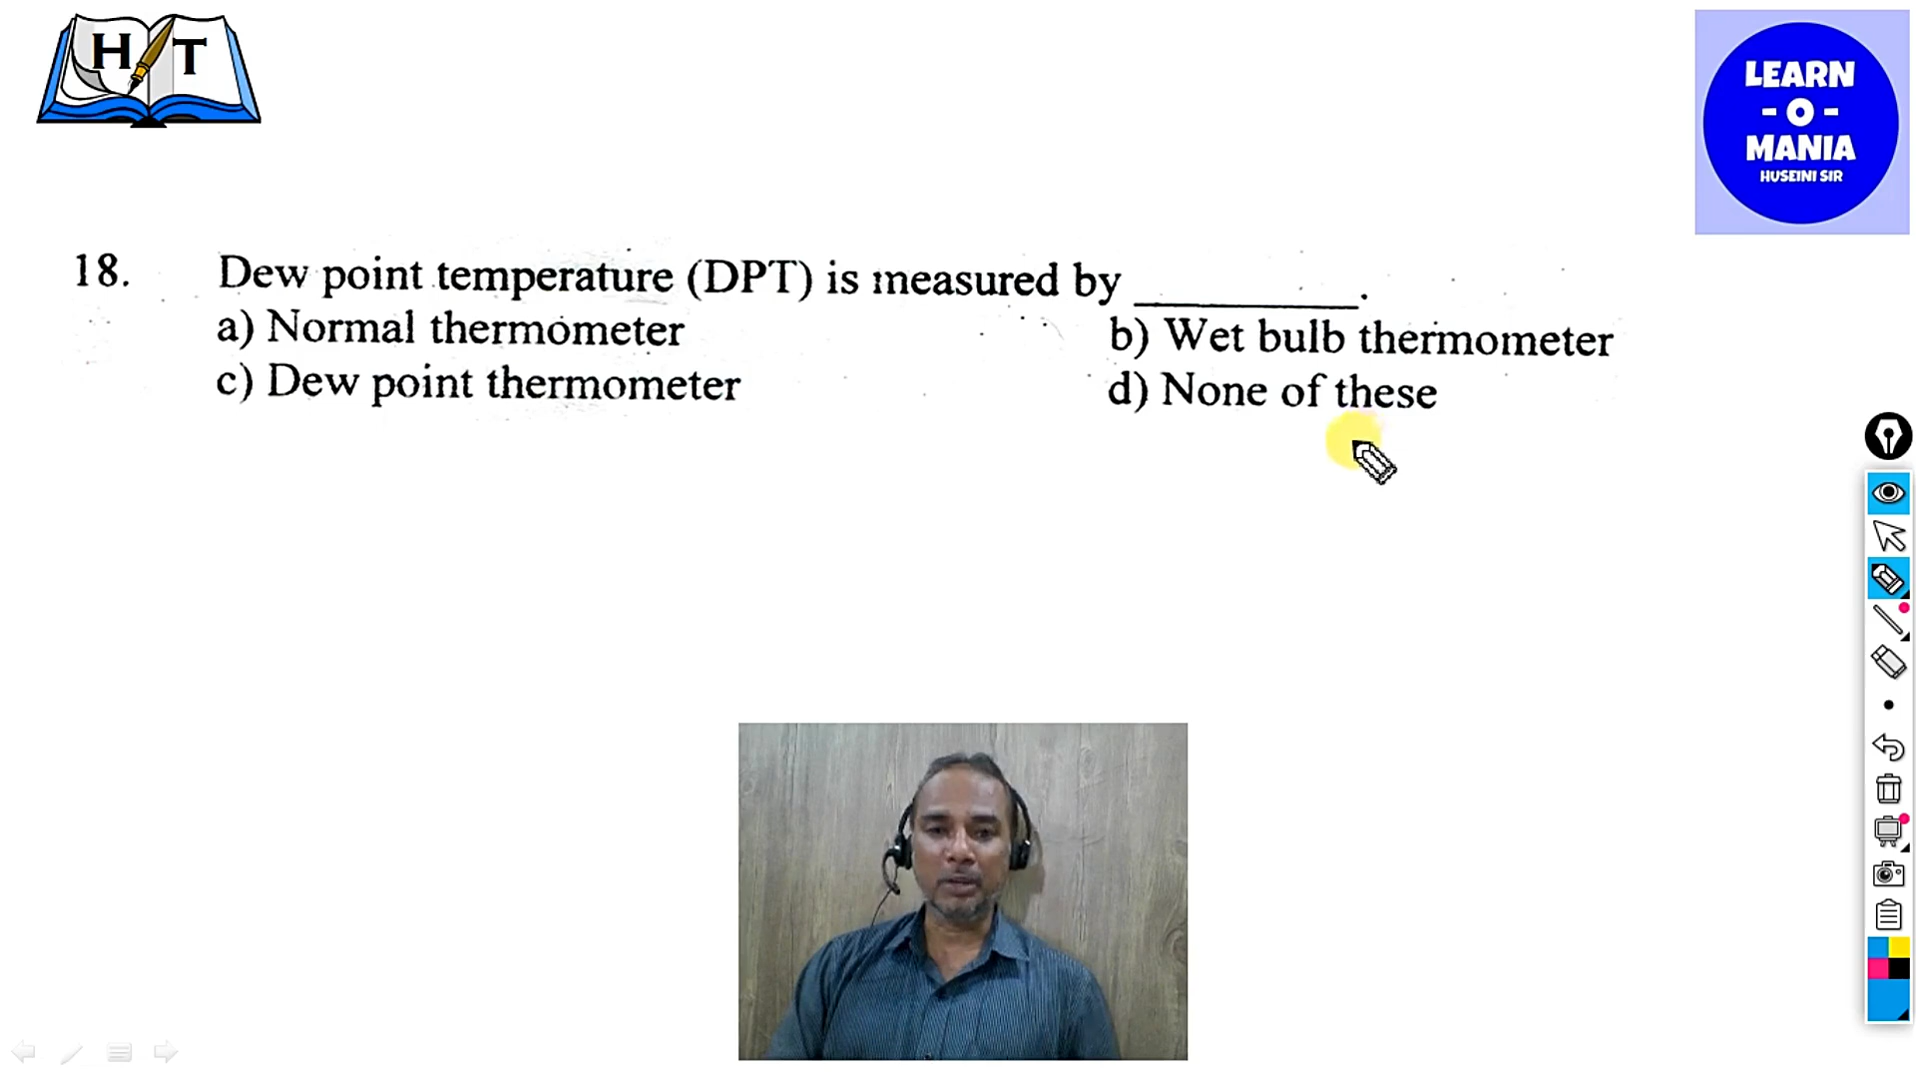 H T
LEARN
- O -
MANIA
HUSEINI SIR
18. Dew point temperature (DPT) is measured by ________.
a) Normal thermometer b) Wet bulb thermometer
c) Dew point thermometer d) None of these